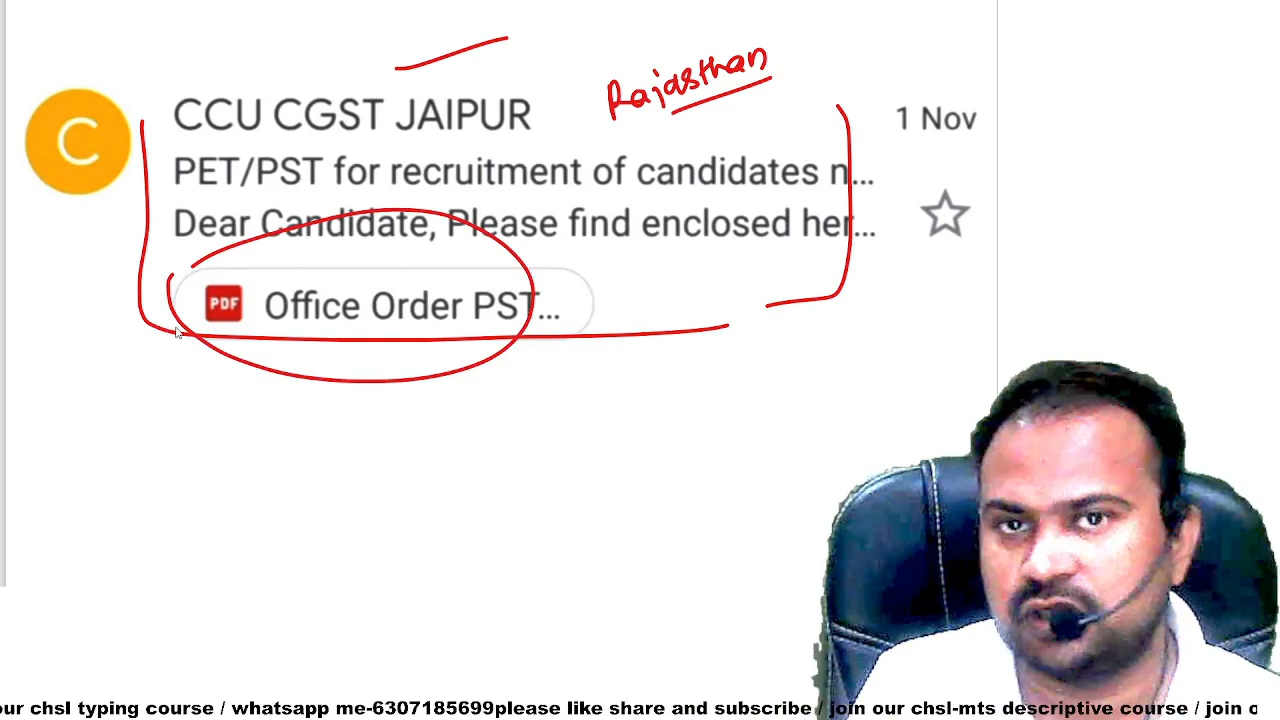 Rajasthan
C
CCU CGST JAIPUR
1 Nov
PET/PST for recruitment of candidates n...
Dear Candidate, Please find enclosed her...
PDF Office Order PST...
our chsl typing course / whatsapp me-6307185699please like share and subscribe / join our chsl-mts descriptive course / join o